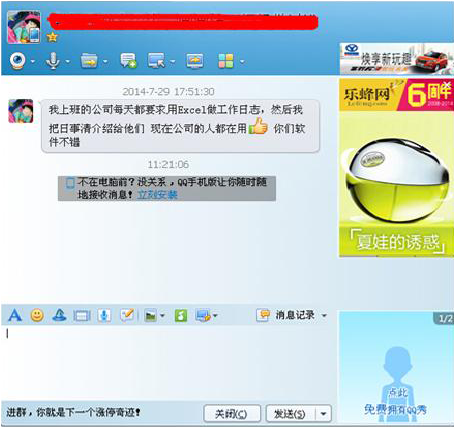 焕享新玩趣
2014-7-29 17:51:30
我上班的公司每天都要求用Excel做工作日志，然后我
把日事清介绍给他们 现在公司的人都在用 你们软
件不错
乐蜂网
6周年
2008-2014
11:21:06
不在电脑前？没关系，QQ手机版让你随时随
地接收消息！立刻安装
「夏娃的诱惑」
消息记录
1/2
点此
免费拥有QQ秀
进群，你就是下一个涨停奇迹！
关闭(C)
发送(S)